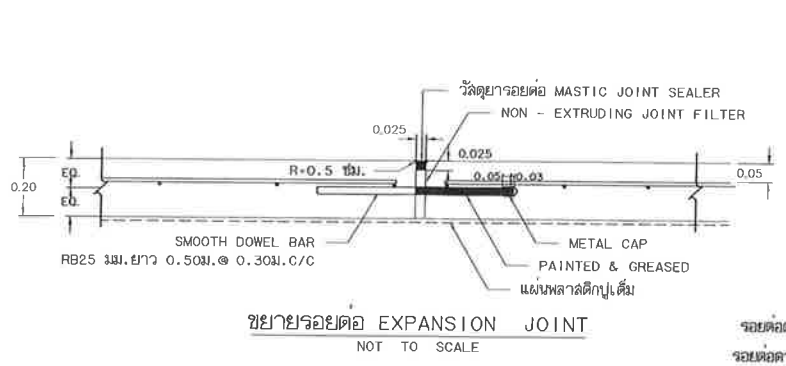 วัสดุยารอยต่อ MASTIC JOINT SEALER
NON - EXTRUDING JOINT FILTER
0.025
0.025
R=0.5 ซม.
EQ.
0.20
EQ.
0.05
0.03
0.05
SMOOTH DOWEL BAR
RB25 มม.ยาว 0.50ม.@ 0.30ม.C/C
METAL CAP
PAINTED & GREASED
แผ่นพลาสติกปูเต็ม
ขยายรอยต่อ EXPANSION JOINT
NOT TO SCALE